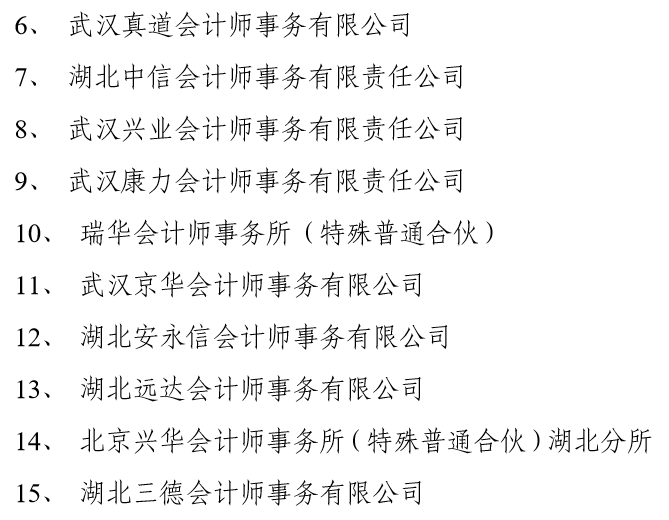 6、 武汉真道会计师事务有限公司
7、 湖北中信会计师事务有限责任公司
8、 武汉兴业会计师事务有限责任公司
9、 武汉康力会计师事务有限责任公司
10、 瑞华会计师事务所（特殊普通合伙）
11、 武汉京华会计师事务有限公司
12、 湖北安永信会计师事务有限公司
13、 湖北远达会计师事务有限公司
14、 北京兴华会计师事务所（特殊普通合伙）湖北分所
15、 湖北三德会计师事务有限公司